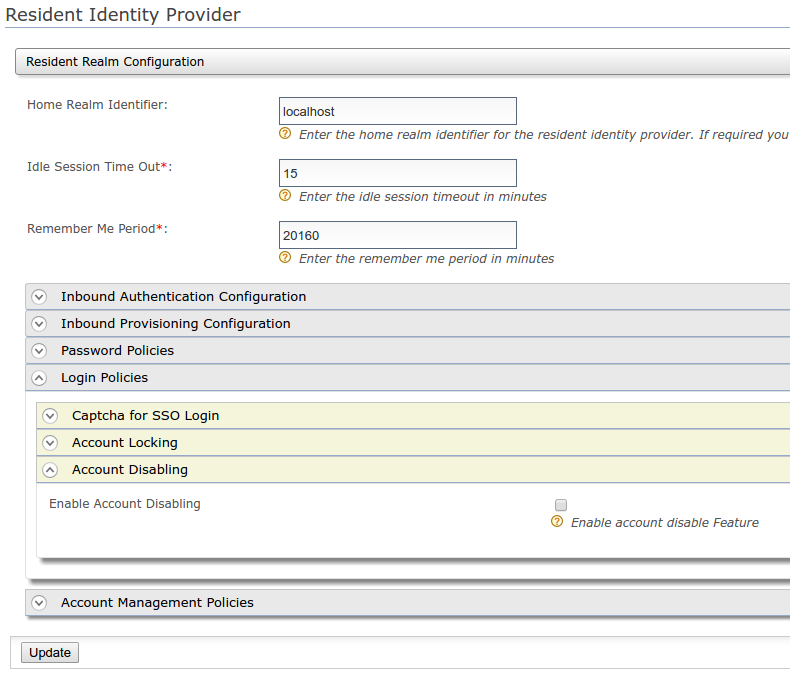 Resident Identity Provider
Resident Realm Configuration
Home Realm Identifier:
localhost
Enter the home realm identifier for the resident identity provider. If required you
Idle Session Time Out*:
15
Enter the idle session timeout in minutes
Remember Me Period*:
20160
Enter the remember me period in minutes
Inbound Authentication Configuration
Inbound Provisioning Configuration
Password Policies
Login Policies
Captcha for SSO Login
Account Locking
Account Disabling
Enable Account Disabling
Enable account disable Feature
Account Management Policies
Update